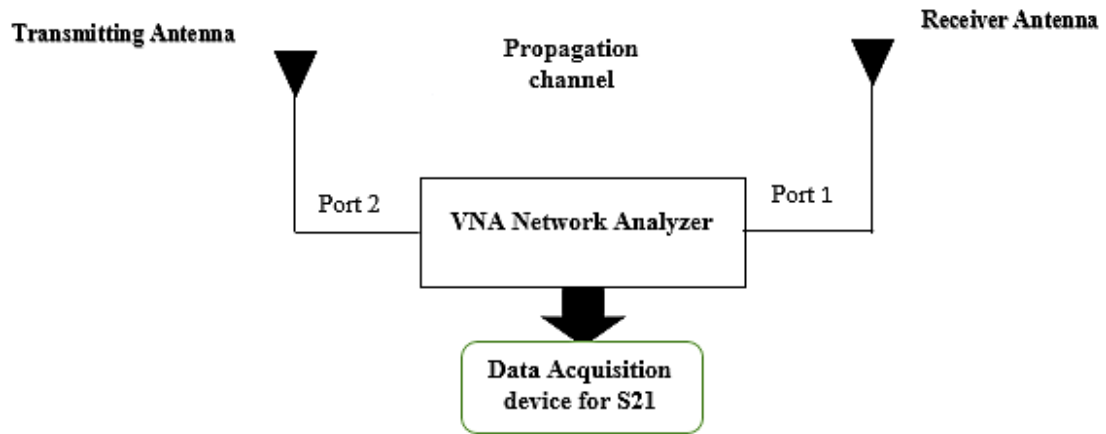 Transmitting Antenna
Receiver Antenna
Propagation
channel
Port 2
VNA Network Analyzer
Port 1
Data Acquisition
device for S21